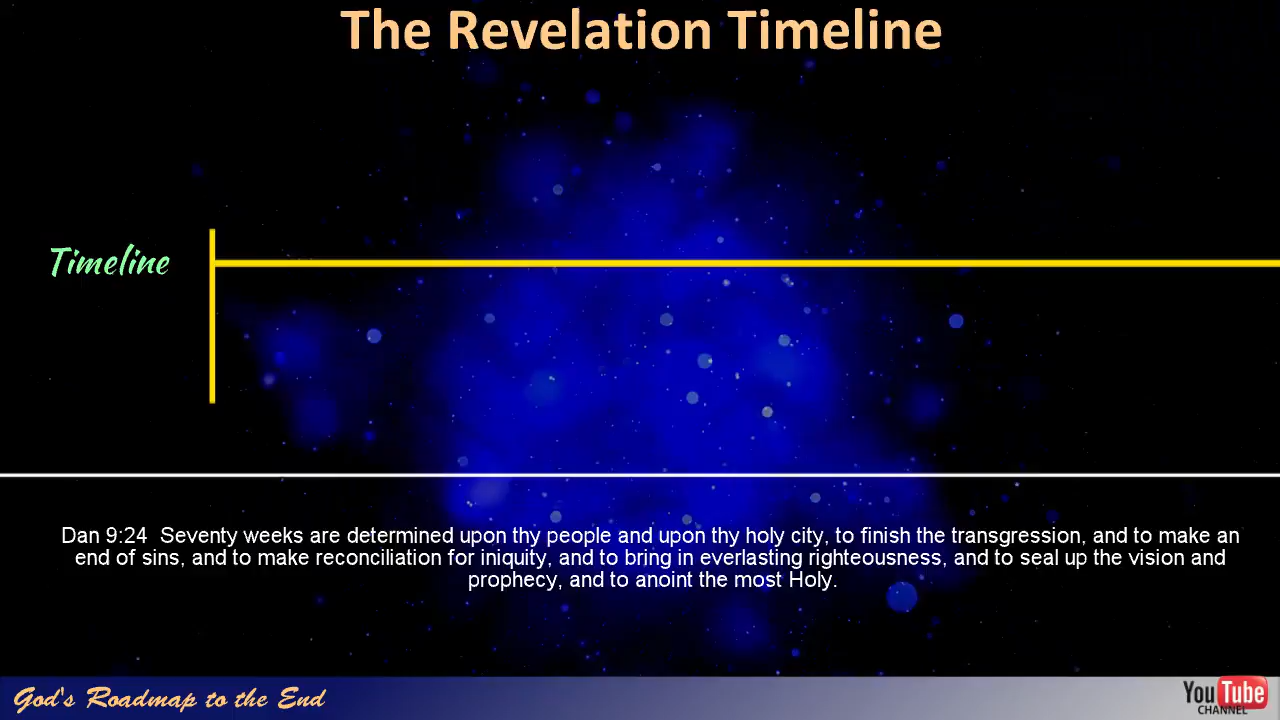 The Revelation Timeline
Timeline
Dan 9:24  Seventy weeks are determined upon thy people and upon thy holy city, to finish the transgression, and to make an
end of sins, and to make reconciliation for iniquity, and to bring in everlasting righteousness, and to seal up the vision and
prophecy, and to anoint the most Holy.
God's Roadmap to the End
YouTube
CHANNEL